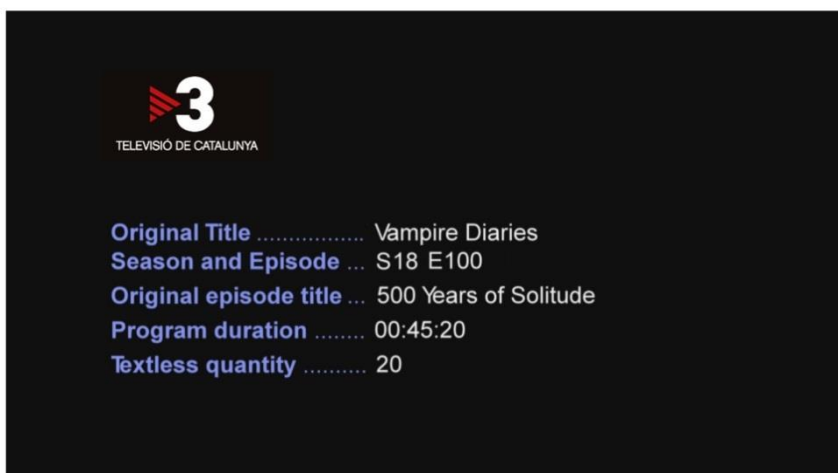 3
TELEVISIÓ DE CATALUNYA
Original Title ................. Vampire Diaries
Season and Episode ... S18 E100
Original episode title ... 500 Years of Solitude
Program duration ........ 00:45:20
Textless quantity .......... 20